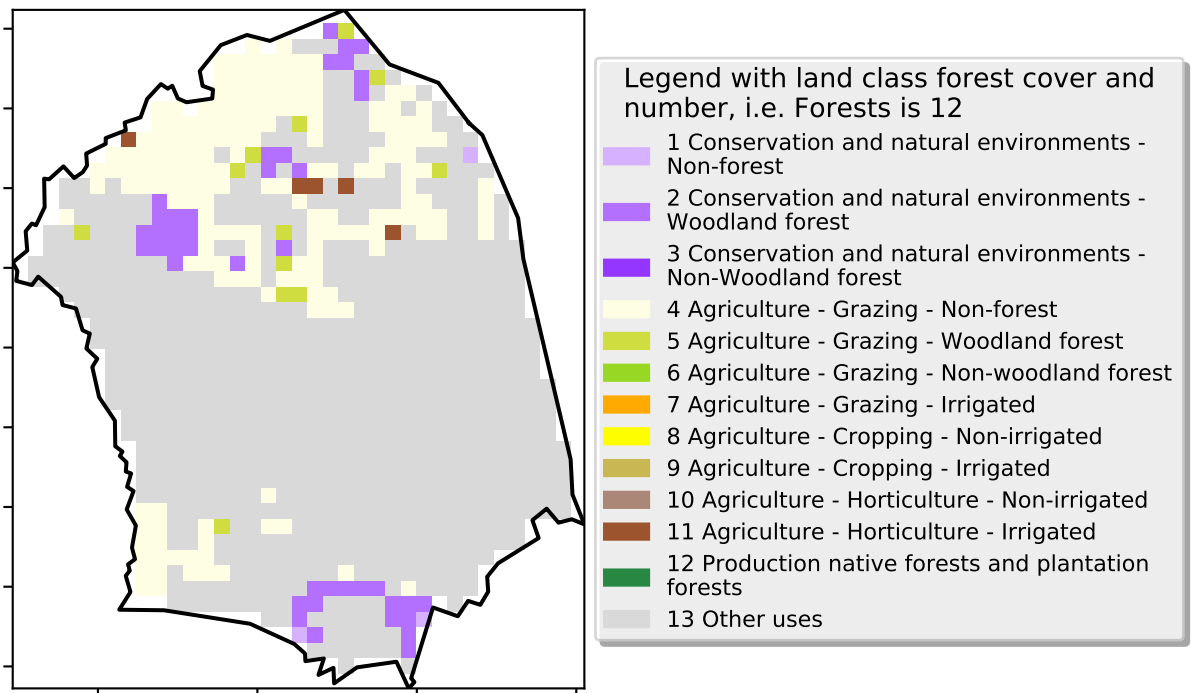 Legend with land class forest cover and
number, i.e. Forests is 12
1 Conservation and natural environments -
Non-forest
2 Conservation and natural environments -
Woodland forest
3 Conservation and natural environments -
Non-Woodland forest
4 Agriculture - Grazing - Non-forest
5 Agriculture - Grazing - Woodland forest
6 Agriculture - Grazing - Non-woodland forest
7 Agriculture - Grazing - Irrigated
8 Agriculture - Cropping - Non-irrigated
9 Agriculture - Cropping - Irrigated
10 Agriculture - Horticulture - Non-irrigated
11 Agriculture - Horticulture - Irrigated
12 Production native forests and plantation
forests
13 Other uses